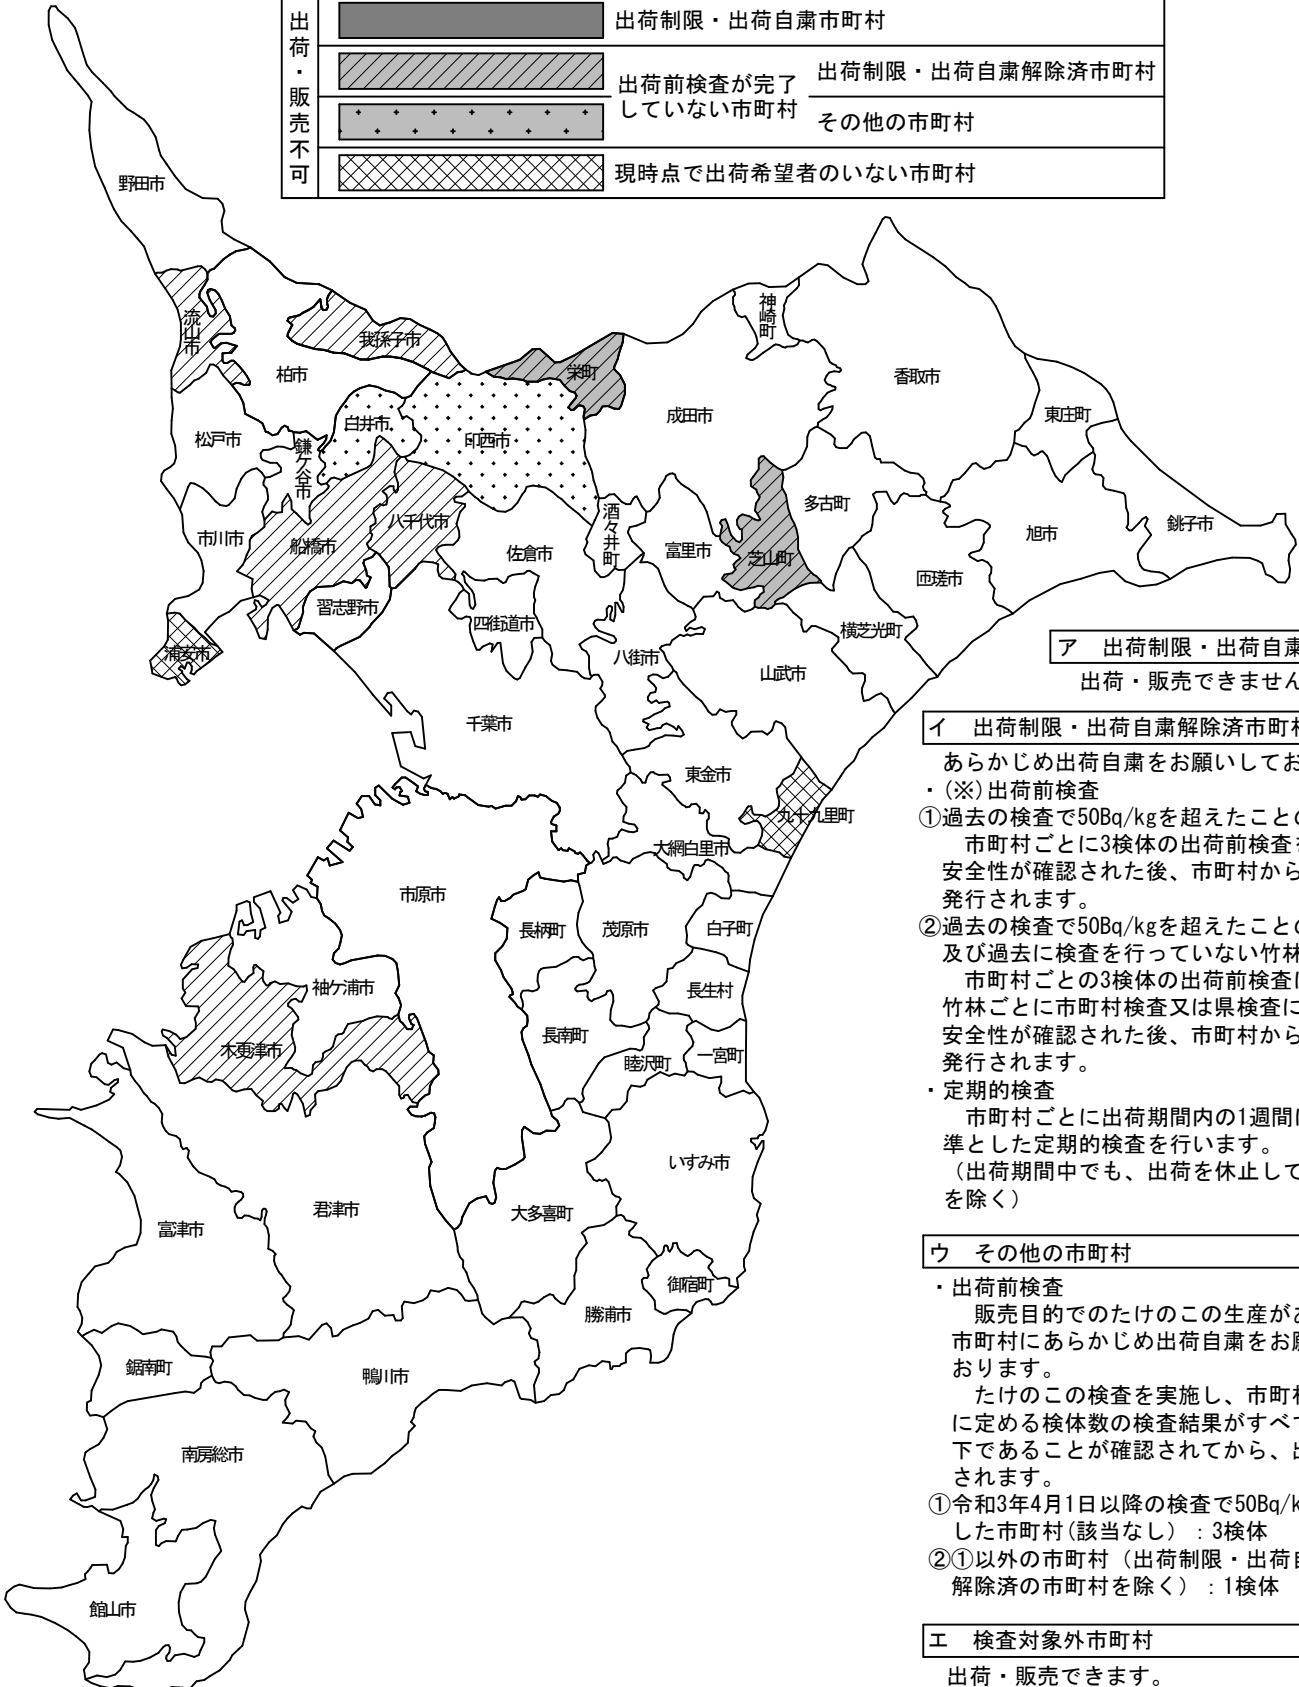 出荷・販売不可
出荷制限・出荷自粛市町村
出荷前検査が完了
していない市町村
出荷制限・出荷自粛解除済市町村
その他の市町村
現時点で出荷希望者のいない市町村
野田市
流山市
我孫子市
柏市
栄町
神崎町
香取市
成田市
東庄町
松戸市
鎌ケ谷市
白井市
印西市
多古町
旭市
銚子市
市川市
船橋市
八千代市
佐倉市
酒々井町
富里市
芝山町
匝瑳市
習志野市
四街道市
横芝光町
浦安市
八街市
山武市
千葉市
東金市
九十九里町
大網白里市
市原市
長柄町
茂原市
白子町
袖ケ浦市
長生村
木更津市
長南町
睦沢町
一宮町
いすみ市
君津市
大多喜町
富津市
御宿町
勝浦市
鋸南町
鴨川市
南房総市
館山市
ア 出荷制限・出荷自粛
出荷・販売できません
イ 出荷制限・出荷自粛解除済市町村
あらかじめ出荷自粛をお願いしてお
・(※)出荷前検査
①過去の検査で50Bq/kgを超えたことの
市町村ごとに3検体の出荷前検査を
安全性が確認された後、市町村から
発行されます。
②過去の検査で50Bq/kgを超えたことの
及び過去に検査を行っていない竹林
市町村ごとの3検体の出荷前検査に
竹林ごとに市町村検査又は県検査に
安全性が確認された後、市町村から
発行されます。
・定期的検査
市町村ごとに出荷期間内の1週間に
準とした定期的検査を行います。
（出荷期間中でも、出荷を休止して
を除く）
ウ その他の市町村
・出荷前検査
販売目的でのたけのこの生産があ
市町村にあらかじめ出荷自粛をお願
おります。
たけのこの検査を実施し、市町村
に定める検体数の検査結果がすべて
下であることが確認されてから、出
されます。
①令和3年4月1日以降の検査で50Bq/k
した市町村(該当なし）：3検体
②①以外の市町村（出荷制限・出荷自
解除済の市町村を除く）：1検体
エ 検査対象外市町村
出荷・販売できます。